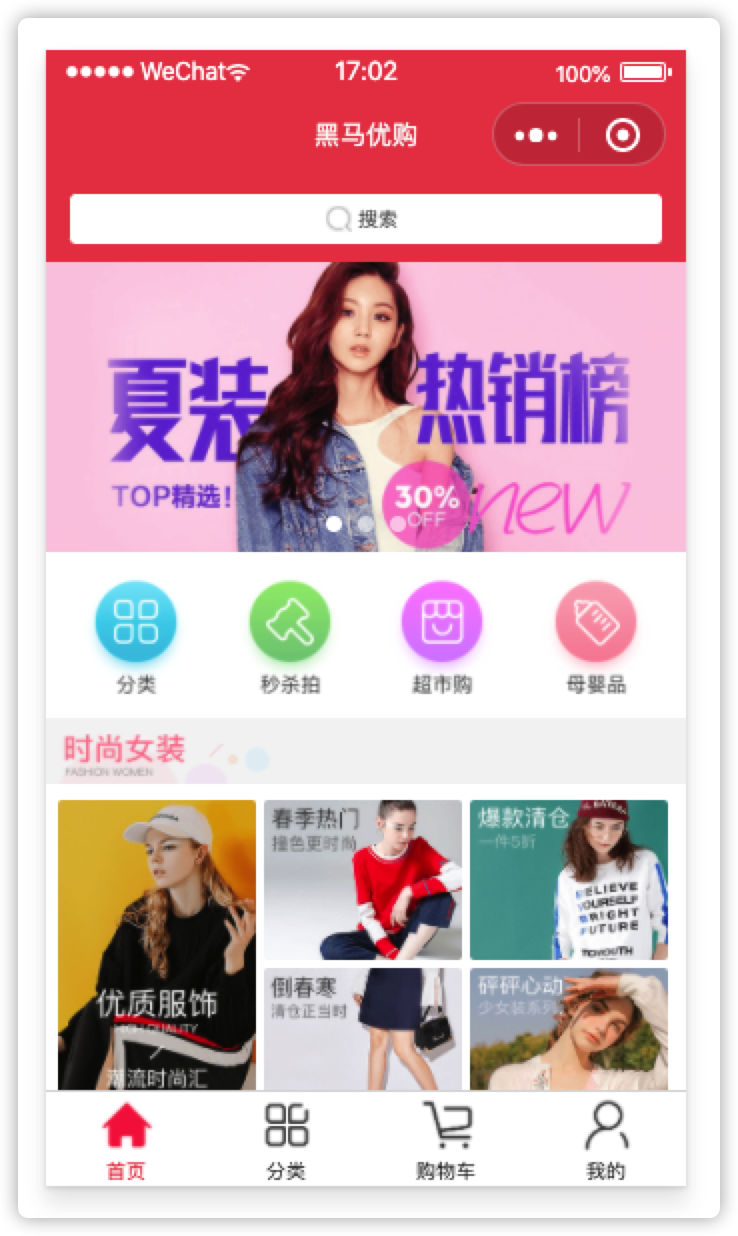 WeChat 17:02 100%
黑马优购
搜索
夏装 热销榜
TOP精选！
30%
OFF
new
分类 秒杀拍 超市购 母婴品
时尚女装
FASHION WOMEN
优质服饰
HIGH QUALITY
潮流时尚汇
春季热门
撞色更时尚
爆款清仓
一件5折
BELIEVE
YOURSELF
BRIGHT
FUTURE
倒春寒
清仓正当时
砰砰心动
少女装系列
首页 分类 购物车 我的